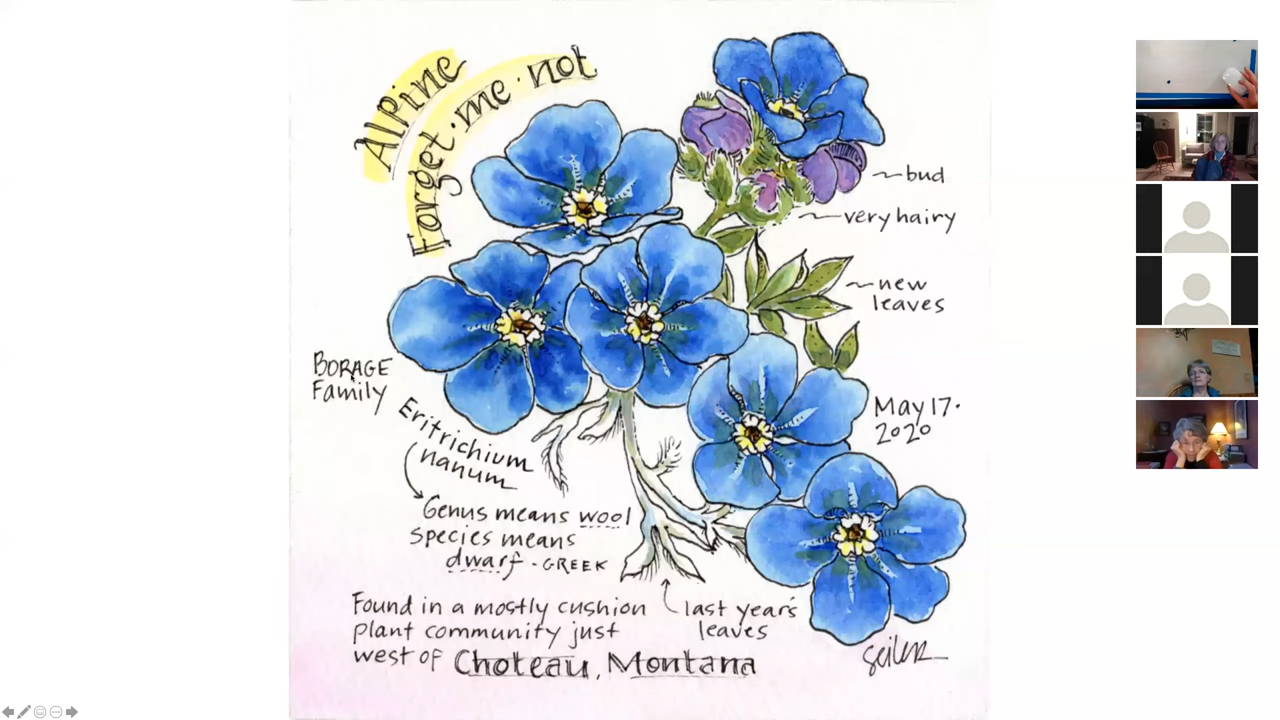 Alpine
Forget·me·not
bud
very hairy
new
leaves
BORAGE
Family
May 17·
2020
Eritrichium
nanum
Genus means wool
species means
dwarf - GREEK
Found in a mostly cushion
plant community just
west of Choteau, Montana
last year's
leaves
Seiler